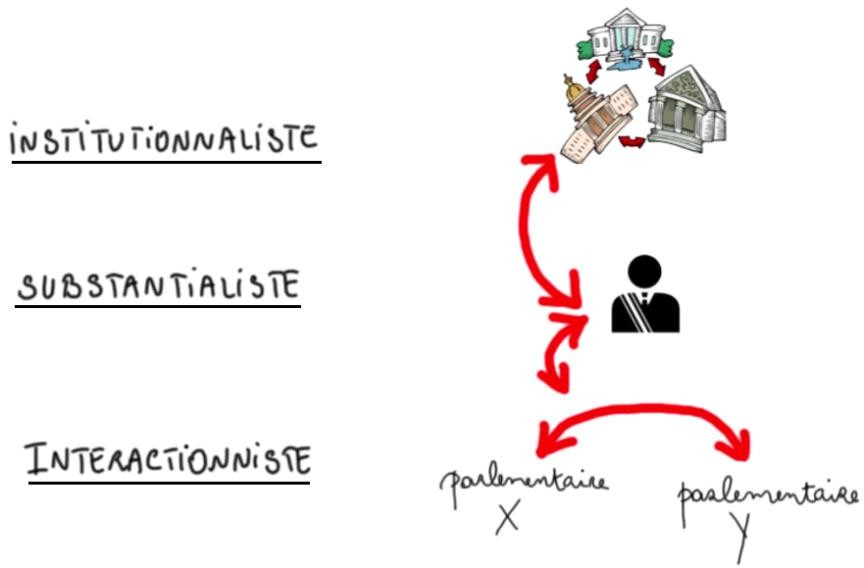 iNSTiTUTiONNALiSTE
SUBSTANTiALiSTE
INTERACTiONNiSTE
parlementaire
X
parlementaire
Y